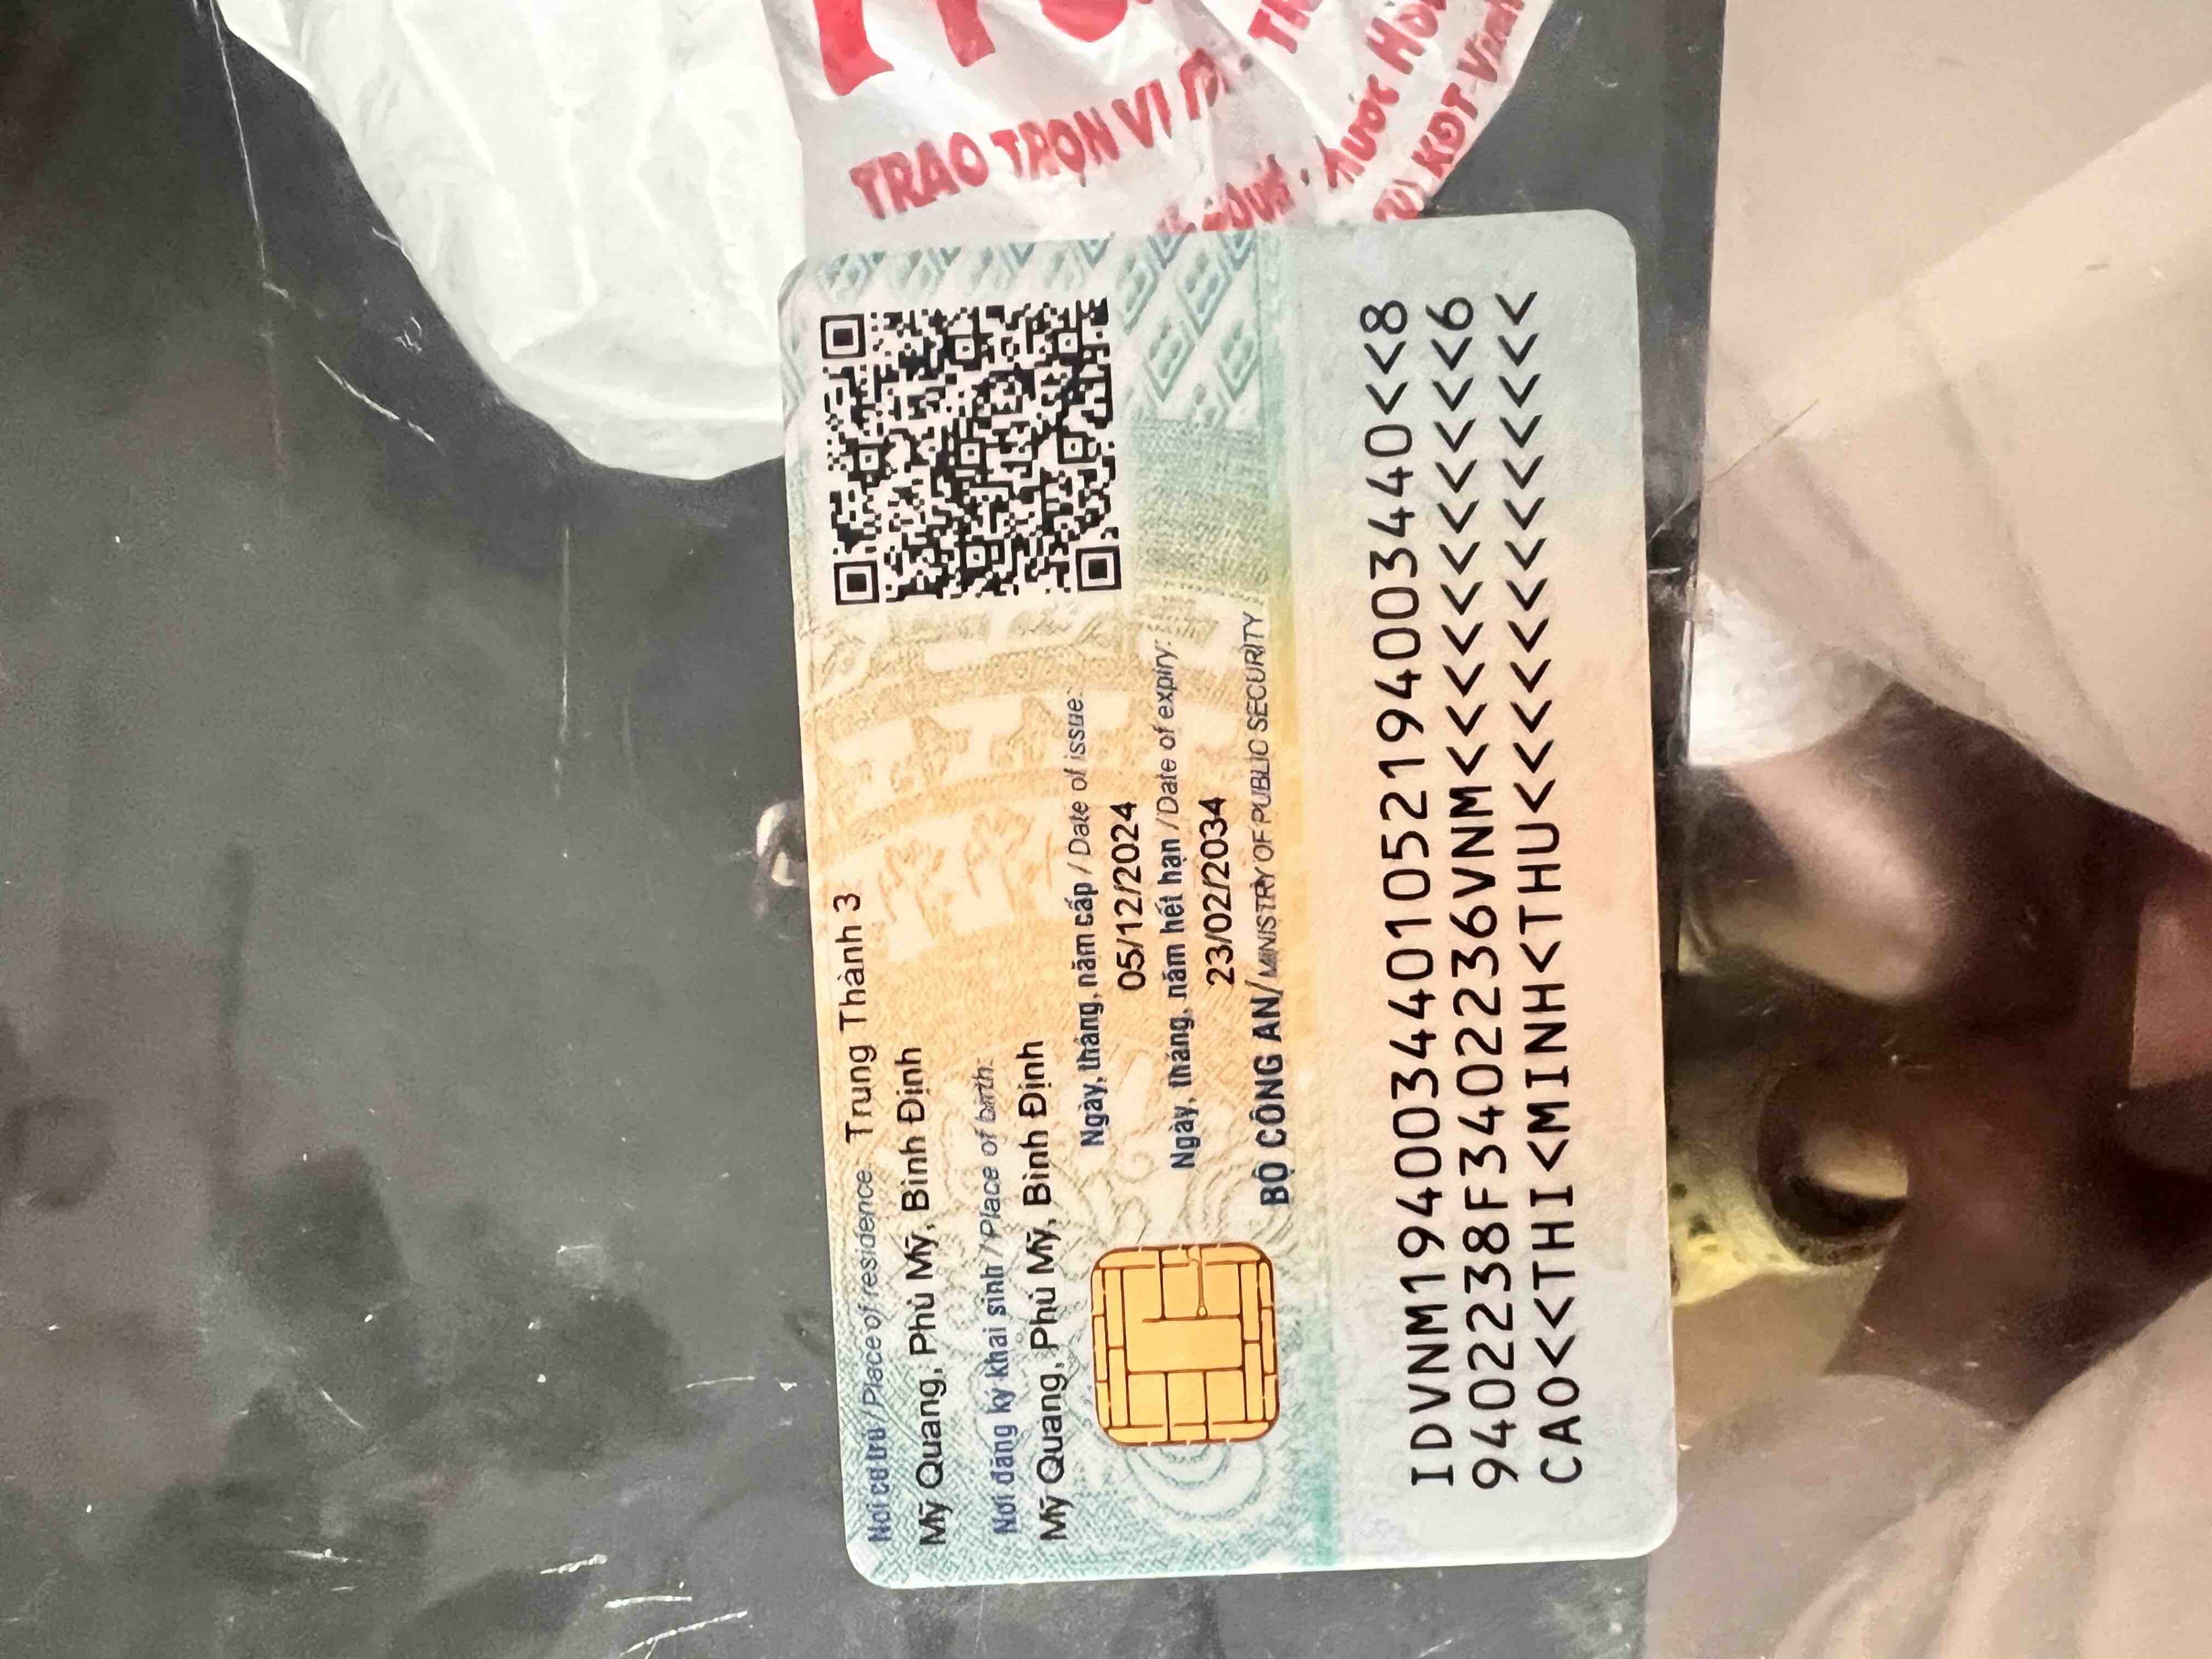 TRAO TRỌN VỊ
Nơi cư trú / Place of residence: Trung Thành 3
Mỹ Quang, Phù Mỹ, Bình Định
Nơi đăng ký khai sinh / Place of birth:
Mỹ Quang, Phù Mỹ, Bình Định
Ngày, tháng, năm cấp / Date of issue:
05/12/2024
Ngày, tháng, năm hết hạn / Date of expiry:
23/02/2034
BỘ CÔNG AN/ MINISTRY OF PUBLIC SECURITY
IDVNM1940034401052194003440<<8
9402238F3402236VNM<<<<<<<<<<<6
CAO<<THI<MINH<THU<<<<<<<<<<<<<